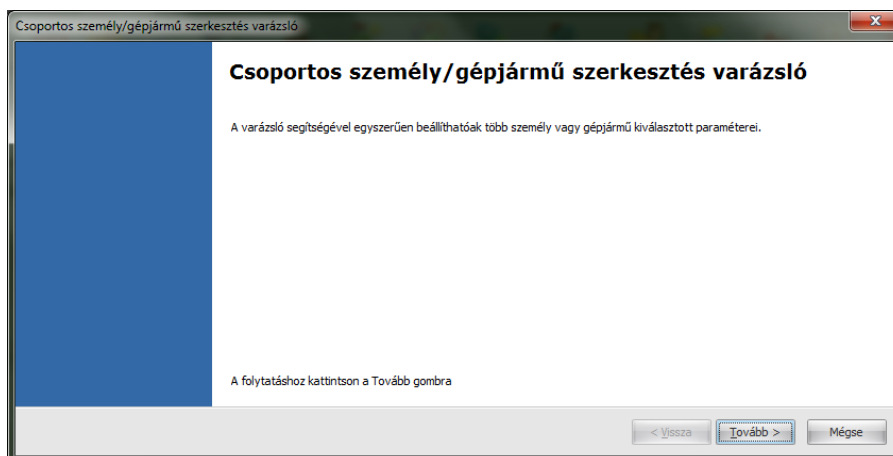 Csoportos személy/gépjármű szerkesztés varázsló
X
Csoportos személy/gépjármű szerkesztés varázsló
A varázsló segítségével egyszerűen beállíthatóak több személy vagy gépjármű kiválasztott paraméterei.
A folytatáshoz kattintson a Tovább gombra
< Vissza Tovább > Mégse